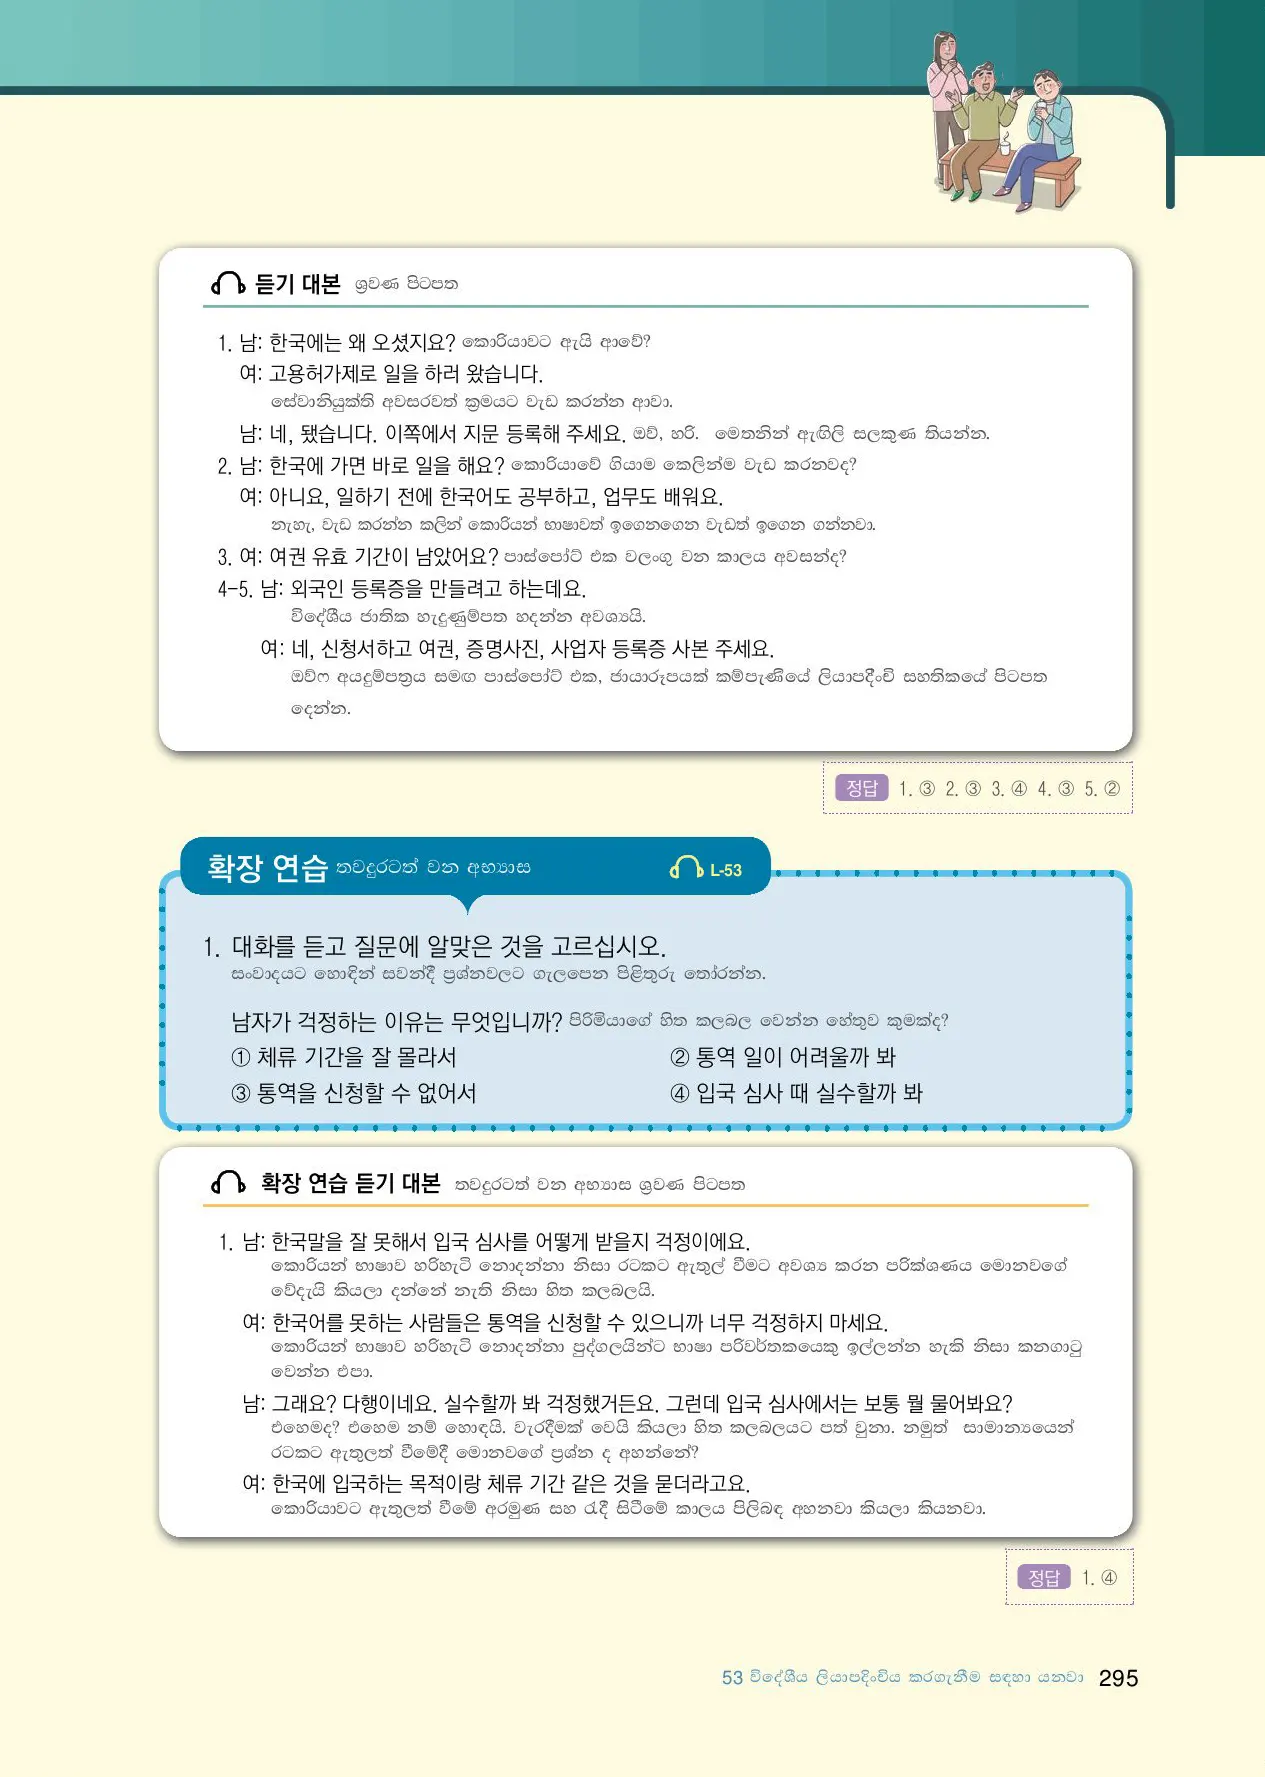 듣기 대본 ශ්‍රවණ පිටපත
1. 남: 한국에는 왜 오셨지요? කොරියාවට ඇයි ආවේ?
여: 고용허가제로 일을 하러 왔습니다.
සේවානියුක්ති අවසරවත් ක්‍රමයට වැඩ කරන්න ආවා.
남: 네, 됐습니다. 이쪽에서 지문 등록해 주세요. ඔව්, හරි. මෙතනින් ඇඟිලි සලකුණ තියන්න.
2. 남: 한국에 가면 바로 일을 해요? කොරියාවේ ගියාම කෙලින්ම වැඩ කරනවද?
여: 아니요, 일하기 전에 한국어도 공부하고, 업무도 배워요.
නැහැ, වැඩ කරන්න කලින් කොරියන් භාෂාවත් ඉගෙනගෙන වැඩත් ඉගෙන ගන්නවා.
3. 여: 여권 유효 기간이 남았어요? පාස්පෝට් එක වලංගු වන කාලය අවසන්ද?
4-5. 남: 외국인 등록증을 만들려고 하는데요.
විදේශීය ජාතික හැදුණුම්පත හදන්න අවශ්‍යයි.
여: 네, 신청서하고 여권, 증명사진, 사업자 등록증 사본 주세요.
ඔව්ෆ අයදුම්පත්‍රය සමඟ පාස්පෝට් එක, ජායාරූපයක් කම්පැණියේ ලියාපදීංචි සහතිකයේ පිටපත
දෙන්න.
정답 1. ③ 2. ③ 3. ④ 4. ③ 5. ②
확장 연습 තවදුරටත් වන අභ්‍යාස L-53
1. 대화를 듣고 질문에 알맞은 것을 고르십시오.
සංවාදයට හොඳින් සවන්දී ප්‍රශ්නවලට ගැලපෙන පිළිතුරු තෝරන්න.
남자가 걱정하는 이유는 무엇입니까? පිරිමියාගේ හිත කලබල වෙන්න හේතුව කුමක්ද?
① 체류 기간을 잘 몰라서 ② 통역 일이 어려울까 봐
③ 통역을 신청할 수 없어서 ④ 입국 심사 때 실수할까 봐
확장 연습 듣기 대본 තවදුරටත් වන අභ්‍යාස ශ්‍රවණ පිටපත
1. 남: 한국말을 잘 못해서 입국 심사를 어떻게 받을지 걱정이에요.
කොරියන් භාෂාව හරිහැටි නොදන්නා නිසා රටකට ඇතුල් වීමට අවශ්‍ය කරන පරික්ශණය මොනවගේ
වේදැයි කියලා දන්නේ නැති නිසා හිත කලබලයි.
여: 한국어를 못하는 사람들은 통역을 신청할 수 있으니까 너무 걱정하지 마세요.
කොරියන් භාෂාව හරිහැටි නොදන්නා පුද්ගලයින්ට භාෂා පරිවර්තකයෙකු ඉල්ලන්න හැකි නිසා කනගාටු
වෙන්න එපා.
남: 그래요? 다행이네요. 실수할까 봐 걱정했거든요. 그런데 입국 심사에서는 보통 뭘 물어봐요?
එහෙමද? එහෙම නම් හොඳයි. වැරදීමක් වෙයි කියලා හිත කලබලයට පත් වුනා. නමුත් සාමාන්‍යයෙන්
රටකට ඇතුලත් වීමේදී මොනවගේ ප්‍රශ්න ද අහන්නේ?
여: 한국에 입국하는 목적이랑 체류 기간 같은 것을 묻더라고요.
කොරියාවට ඇතුලත් වීමේ අරමුණ සහ රැදී සිටීමේ කාලය පිලිබඳ අහනවා කියලා කියනවා.
정답 1. ④
53 විදේශීය ලියාපදිංචිය කරගැනීම සඳහා යනවා 295